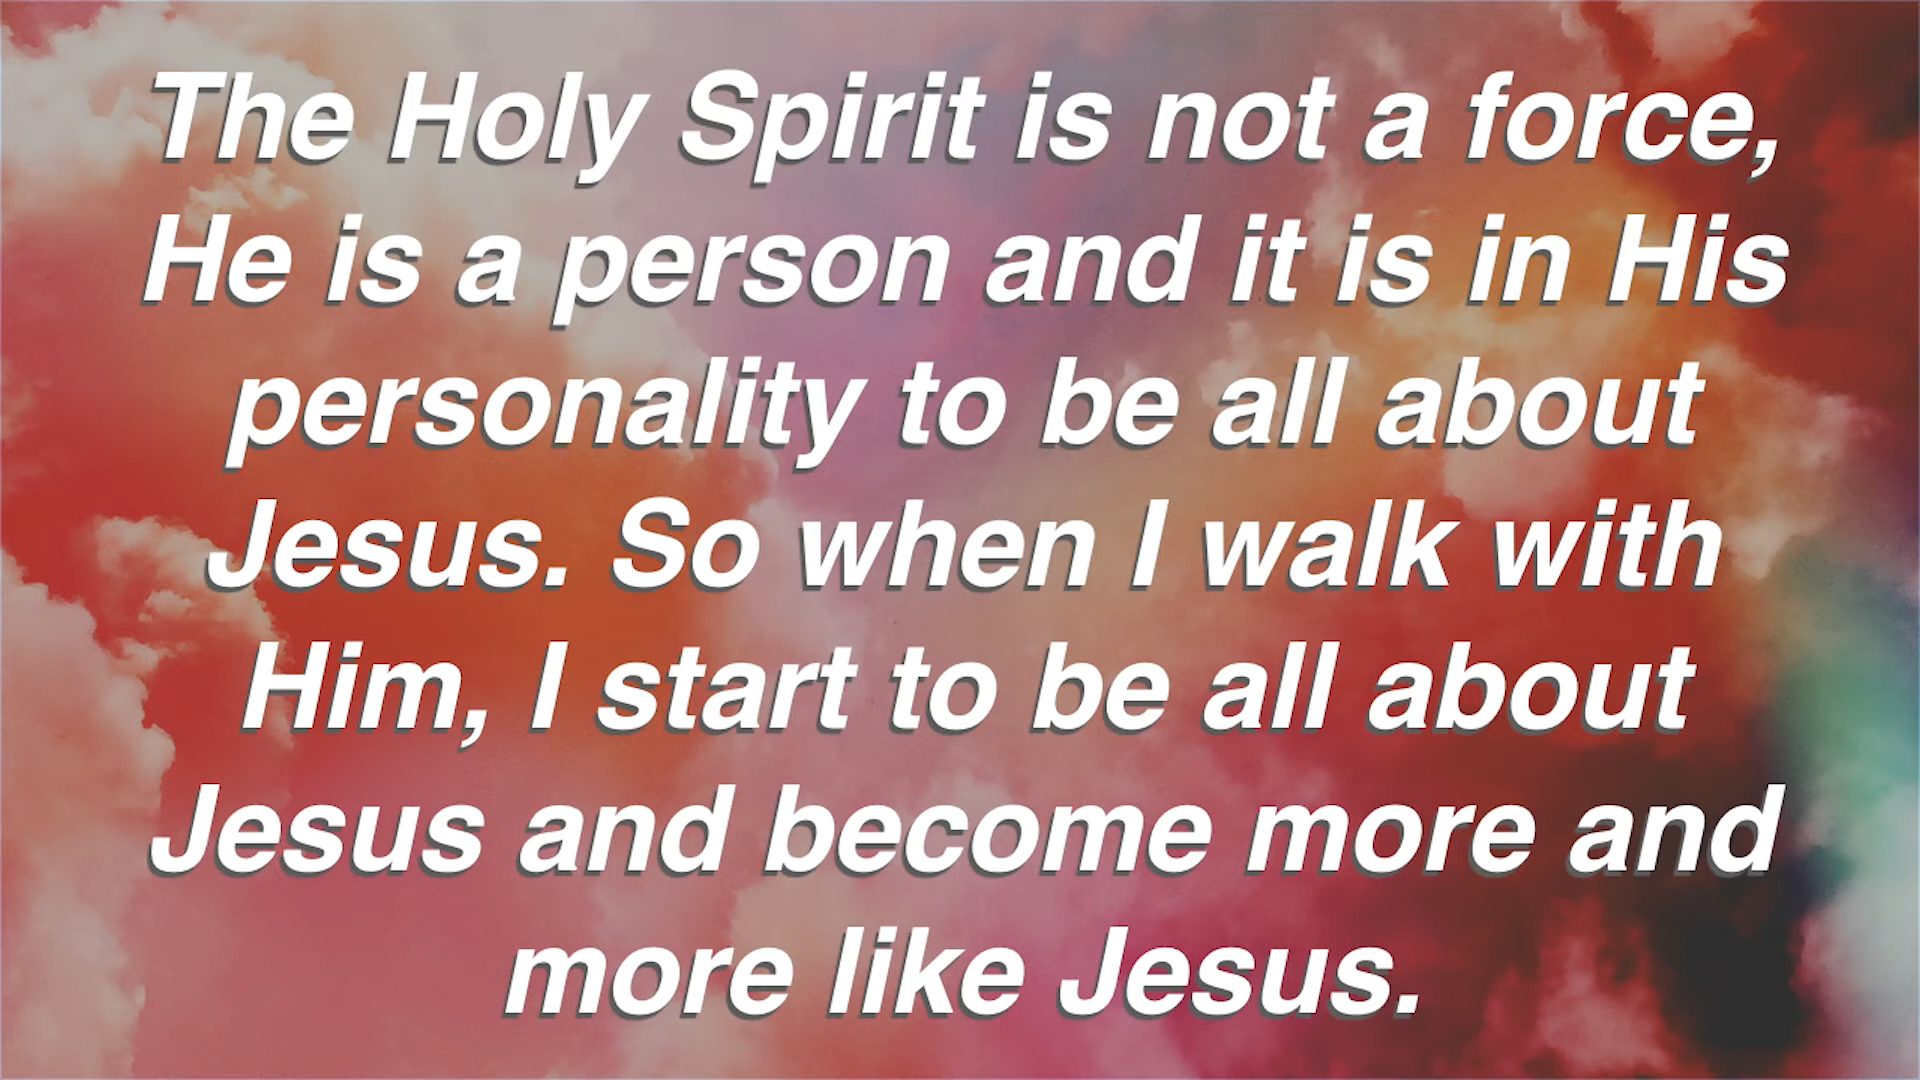 The Holy Spirit is not a force,
He is a person and it is in His
personality to be all about
Jesus. So when I walk with
Him, I start to be all about
Jesus and become more and
more like Jesus.